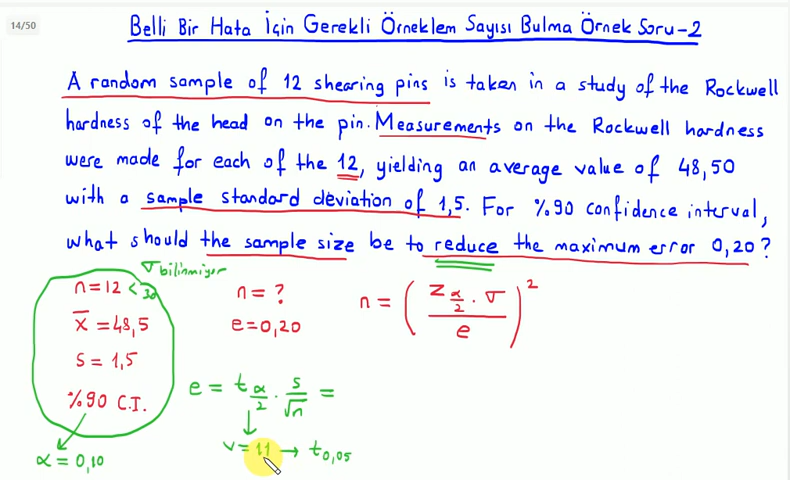 14/50
Belli Bir Hata İçin Gerekli Örneklem Sayısı Bulma Örnek Soru-2
A random sample of 12 shearing pins is taken in a study of the Rockwell
hardness of the head on the pin. Measurements on the Rockwell hardness
were made for each of the 12, yielding an average value of 48,50
with a sample standard deviation of 1,5. For %90 confidence interval,
what should the sample size be to reduce the maximum error 0,20?
σ bilinmiyor
n = 12 < 30
x̄ = 48,5
s = 1,5
%90 C.I.
α = 0,10
n = ?
e = 0,20
n = ( z α/2 . σ / e )²
e = t α/2 . s/√n =
v = 11 → t 0,05